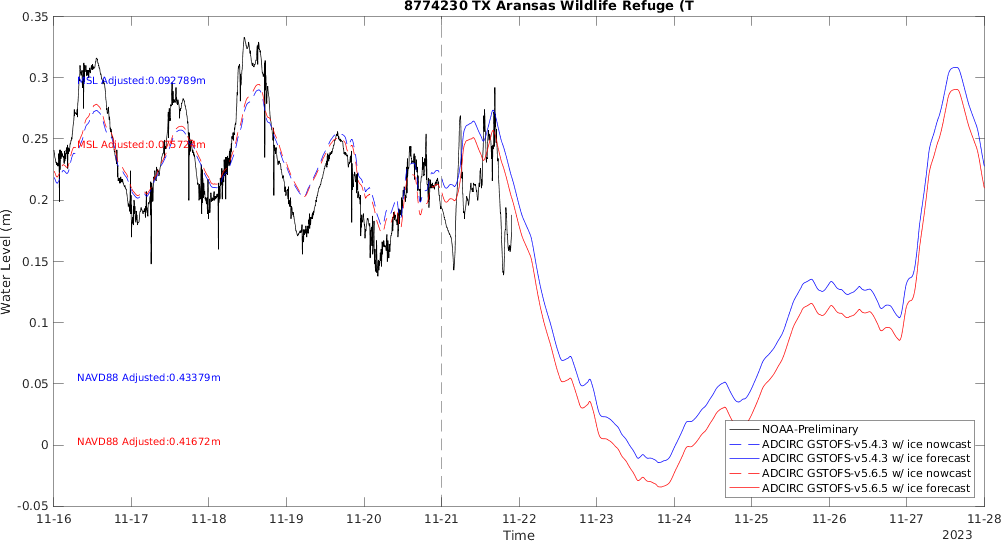 8774230 TX Aransas Wildlife Refuge (T
0.35
0.3
0.25
0.2
0.15
0.1
0.05
0
-0.05
Water Level (m)
MSL Adjusted:0.092789m
MSL Adjusted:0.075724m
NAVD88 Adjusted:0.43379m
NAVD88 Adjusted:0.41672m
NOAA-Preliminary
ADCIRC GSTOFS-v5.4.3 w/ ice nowcast
ADCIRC GSTOFS-v5.4.3 w/ ice forecast
ADCIRC GSTOFS-v5.6.5 w/ ice nowcast
ADCIRC GSTOFS-v5.6.5 w/ ice forecast
11-16 11-17 11-18 11-19 11-20 11-21 11-22 11-23 11-24 11-25 11-26 11-27 11-28
Time
2023